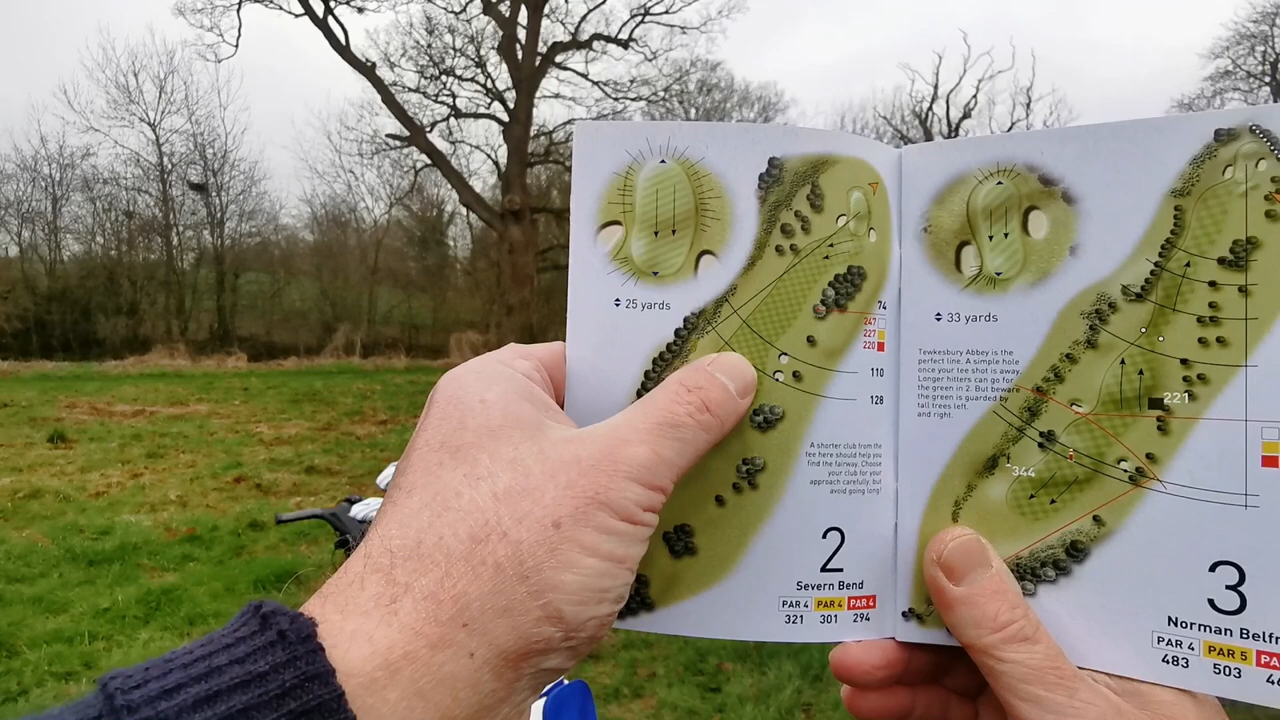 25 yards
74
247
227
220
110
128
A shorter club from the
tee here should help you
find the fairway. Choose
your club for your
approach carefully, but
avoid going long!
2
Severn Bend
PAR 4 PAR 4 PAR 4
321 301 294
33 yards
Tewkesbury Abbey is the
perfect line. A simple hole
once your tee shot is away.
Longer hitters can go for
the green in 2. But beware
the green is guarded by
tall trees left.
and right.
221
344
3
Norman Belfr
PAR 4 PAR 5 PA
483 503 46